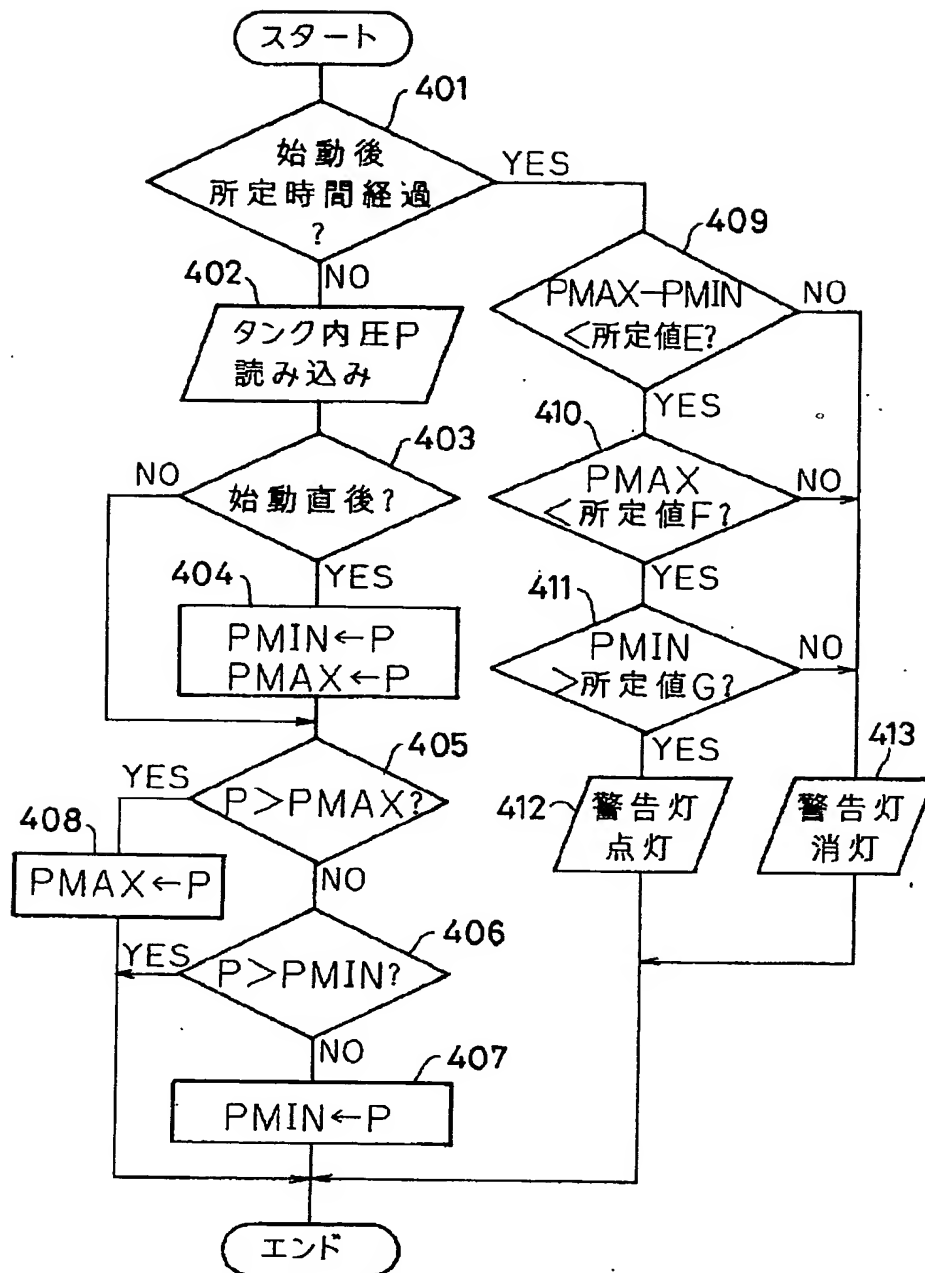 スタート
401
始動後
所定時間経過
?
YES
NO
402
タンク内圧P
読み込み
403
始動直後?
NO
YES
404
PMIN←P
PMAX←P
405
P>PMAX?
YES
NO
408
PMAX←P
406
P>PMIN?
YES
NO
407
PMIN←P
エンド
409
PMAX−PMIN
<所定値E?
NO
YES
410
PMAX
<所定値F?
NO
YES
411
PMIN
>所定値G?
NO
YES
412
警告灯
点灯
413
警告灯
消灯